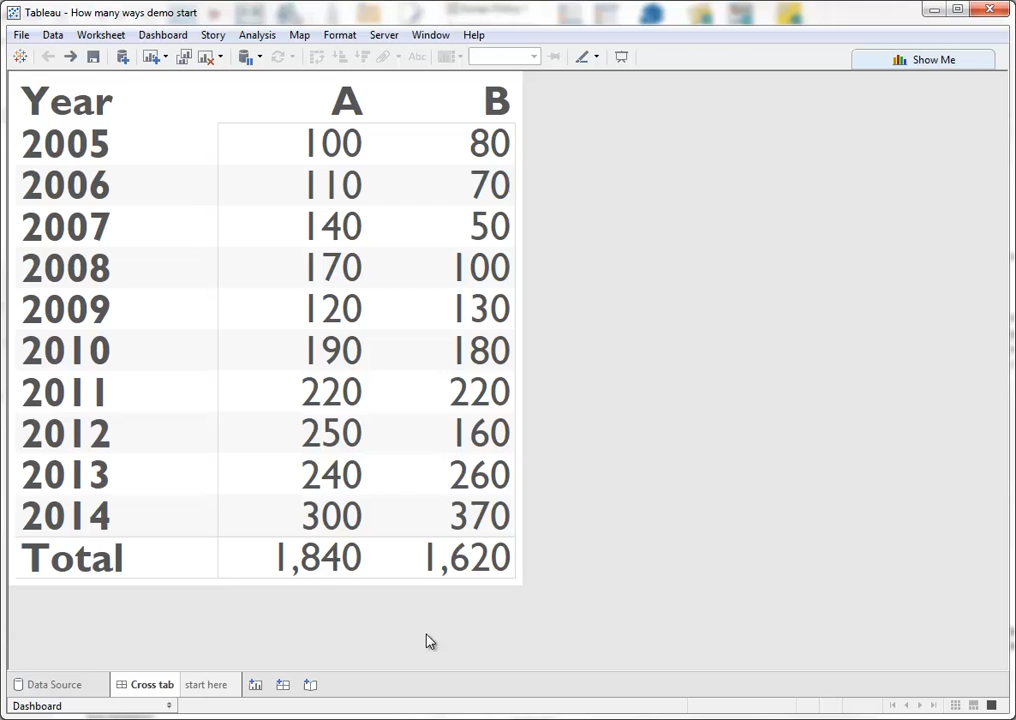 Tableau - How many ways demo start
File Data Worksheet Dashboard Story Analysis Map Format Server Window Help
Abc
Show Me
Year A B
2005 100 80
2006 110 70
2007 140 50
2008 170 100
2009 120 130
2010 190 180
2011 220 220
2012 250 160
2013 240 260
2014 300 370
Total 1,840 1,620
Data Source Cross tab start here
Dashboard